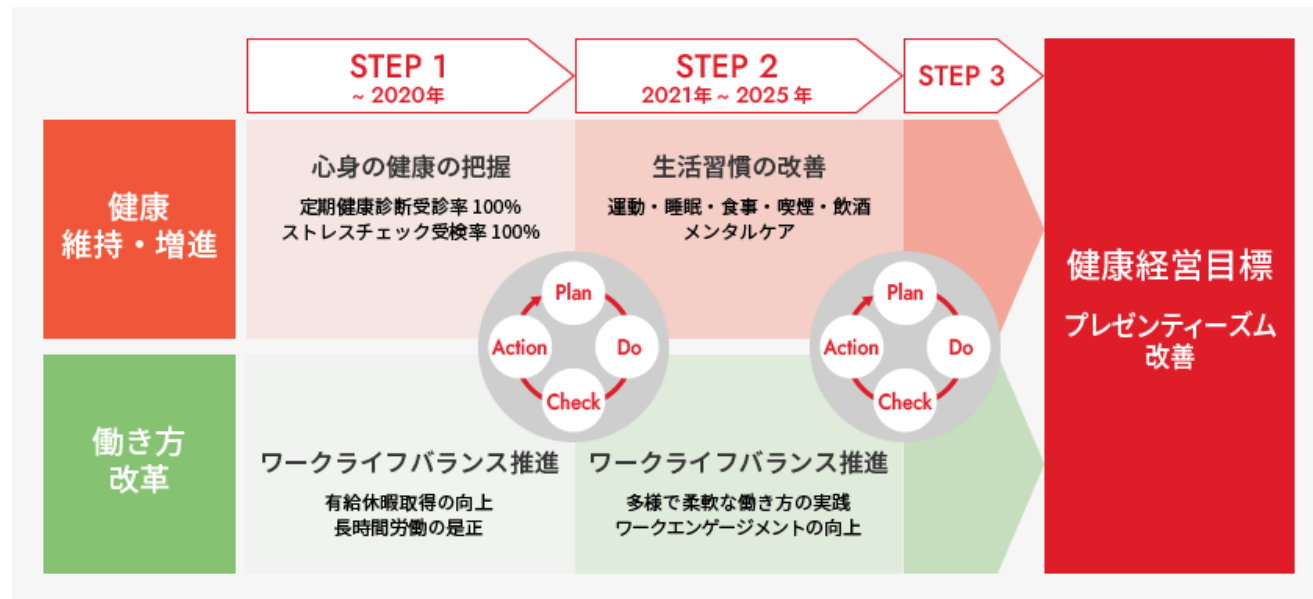 STEP 1
~ 2020年
STEP 2
2021年 ~ 2025 年
STEP 3
健康
維持・増進
心身の健康の把握
定期健康診断受診率 100%
ストレスチェック受検率 100%
生活習慣の改善
運動・睡眠・食事・喫煙・飲酒
メンタルケア
Plan
Do
Check
Action
Plan
Do
Check
Action
働き方
改革
ワークライフバランス推進
有給休暇取得の向上
長時間労働の是正
ワークライフバランス推進
多様で柔軟な働き方の実践
ワークエンゲージメントの向上
健康経営目標
プレゼンティーズム
改善